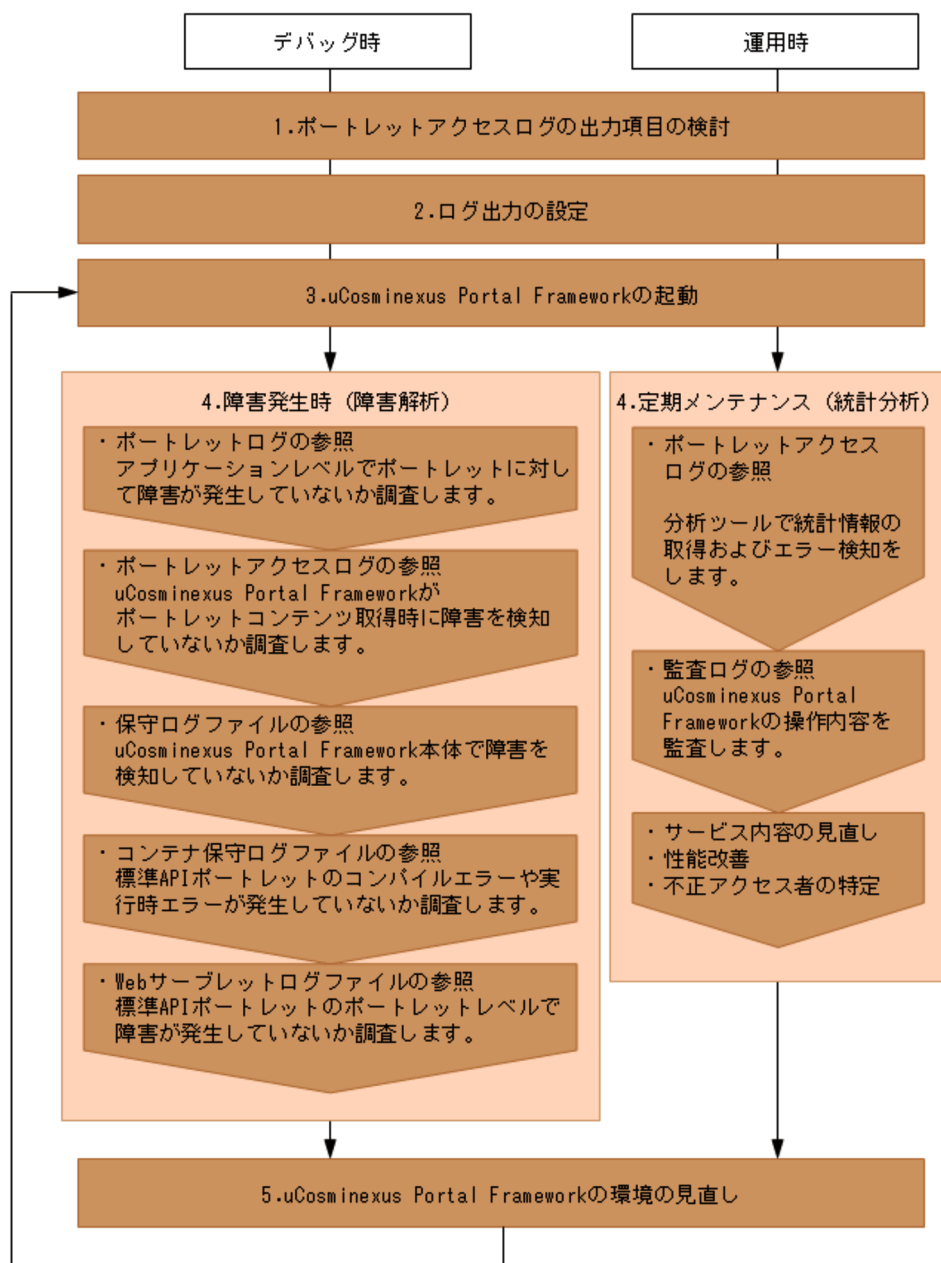 デバッグ時
運用時
1.ポートレットアクセスログの出力項目の検討
2.ログ出力の設定
3.uCosminexus Portal Frameworkの起動
4.障害発生時（障害解析）
・ポートレットログの参照
アプリケーションレベルでポートレットに対し
て障害が発生していないか調査します。
・ポートレットアクセスログの参照
uCosminexus Portal Frameworkが
ポートレットコンテンツ取得時に障害を検知
していないか調査します。
・保守ログファイルの参照
uCosminexus Portal Framework本体で障害を
検知していないか調査します。
・コンテナ保守ログファイルの参照
標準APIポートレットのコンパイルエラーや実
行時エラーが発生していないか調査します。
・Webサーブレットログファイルの参照
標準APIポートレットのポートレットレベルで
障害が発生していないか調査します。
4.定期メンテナンス（統計分析）
・ポートレットアクセス
ログの参照
分析ツールで統計情報の
取得およびエラー検知を
します。
・監査ログの参照
uCosminexus Portal
Frameworkの操作内容を
監査します。
・サービス内容の見直し
・性能改善
・不正アクセス者の特定
5.uCosminexus Portal Frameworkの環境の見直し